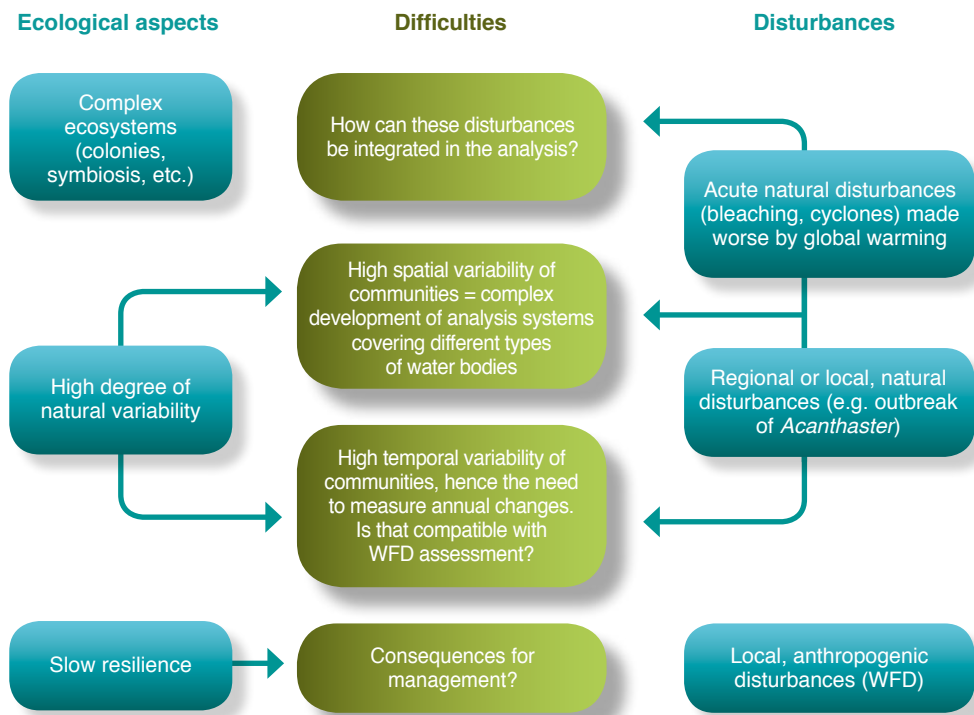 Ecological aspects
Difficulties
Disturbances
Complex
ecosystems
(colonies,
symbiosis, etc.)
How can these disturbances
be integrated in the analysis?
Acute natural disturbances
(bleaching, cyclones) made
worse by global warming
High spatial variability of
communities = complex
development of analysis systems
covering different types
of water bodies
High degree of
natural variability
Regional or local, natural
disturbances (e.g. outbreak
of Acanthaster)
High temporal variability of
communities, hence the need
to measure annual changes.
Is that compatible with
WFD assessment?
Slow resilience
Consequences for
management?
Local, anthropogenic
disturbances (WFD)